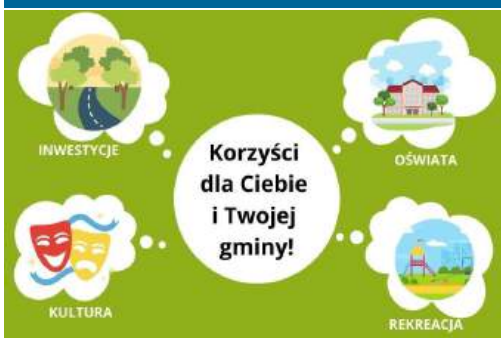 INWESTYCJE
OŚWIATA
Korzyści
dla Ciebie
i Twojej
gminy!
KULTURA
REKREACJA